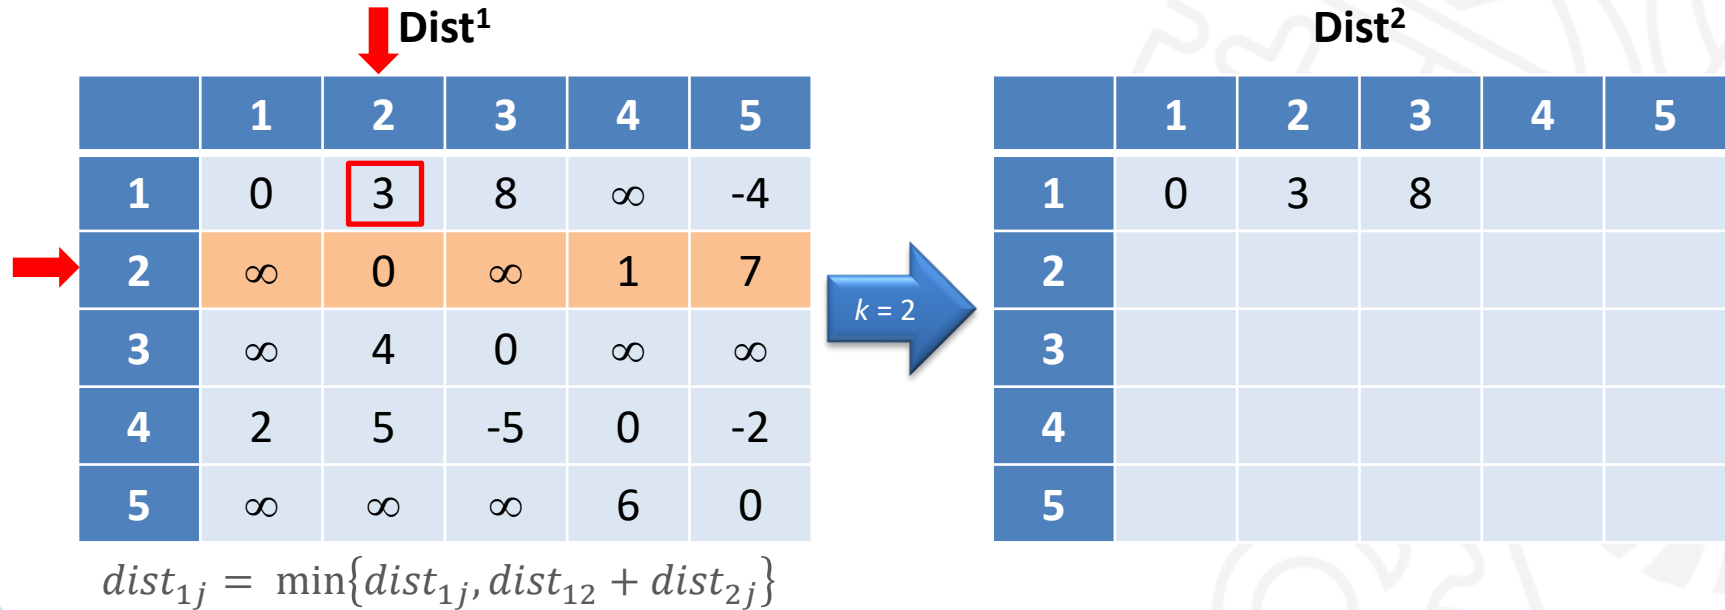 Dist¹ Dist²
1 2 3 4 5 1 2 3 4 5
1 0 3 8 ∞ -4 1 0 3 8
2 ∞ 0 ∞ 1 7 2
k = 2
3 ∞ 4 0 ∞ ∞ 3
4 2 5 -5 0 -2 4
5 ∞ ∞ ∞ 6 0 5
dist₁ⱼ = min{dist₁ⱼ, dist₁₂ + dist₂ⱼ}